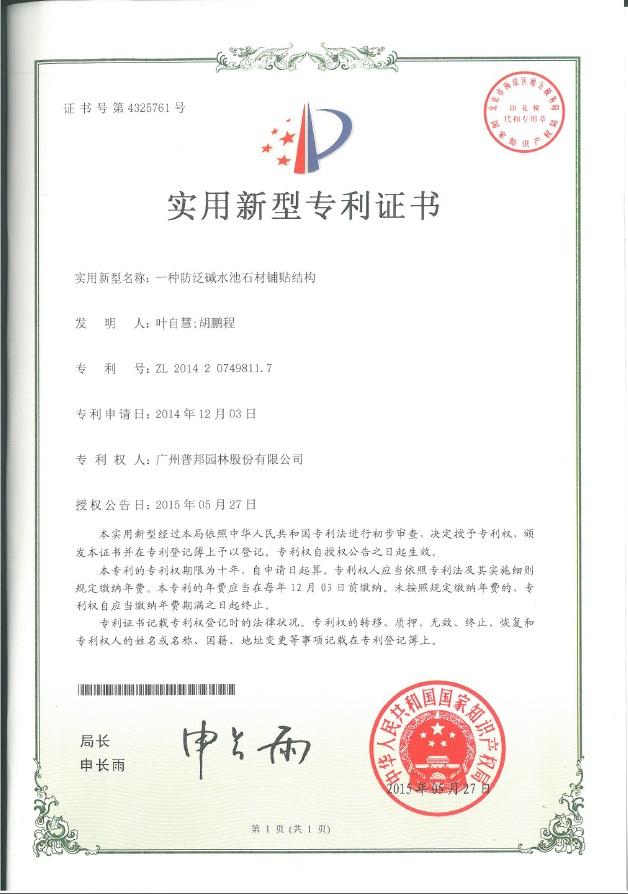 证书号第4325761号
北京市海淀区地方税务局
印花税
代扣专用章
国家知识产权局
实用新型专利证书
实用新型名称：一种防泛碱水池石材铺贴结构
发明人：叶自慧;胡鹏程
专利号：ZL 2014 2 0749811.7
专利申请日：2014年12月03日
专利权人：广州普邦园林股份有限公司
授权公告日：2015年05月27日
本实用新型经过本局依照中华人民共和国专利法进行初步审查，决定授予专利权，颁
发本证书并在专利登记簿上予以登记。专利权自授权公告之日起生效。
本专利的专利权期限为十年，自申请日起算。专利权人应当依照专利法及其实施细则
规定缴纳年费。本专利的年费应当在每年12月03日前缴纳。未按照规定缴纳年费的，专
利权自应当缴纳年费期满之日起终止。
专利证书记载专利权登记时的法律状况。专利权的转移、质押、无效、终止、恢复和
专利权人的姓名或名称、国籍、地址变更等事项记载在专利登记簿上。
局长
申长雨
申长雨
中华人民共和国国家知识产权局
2015年05月27日
第1页(共1页)